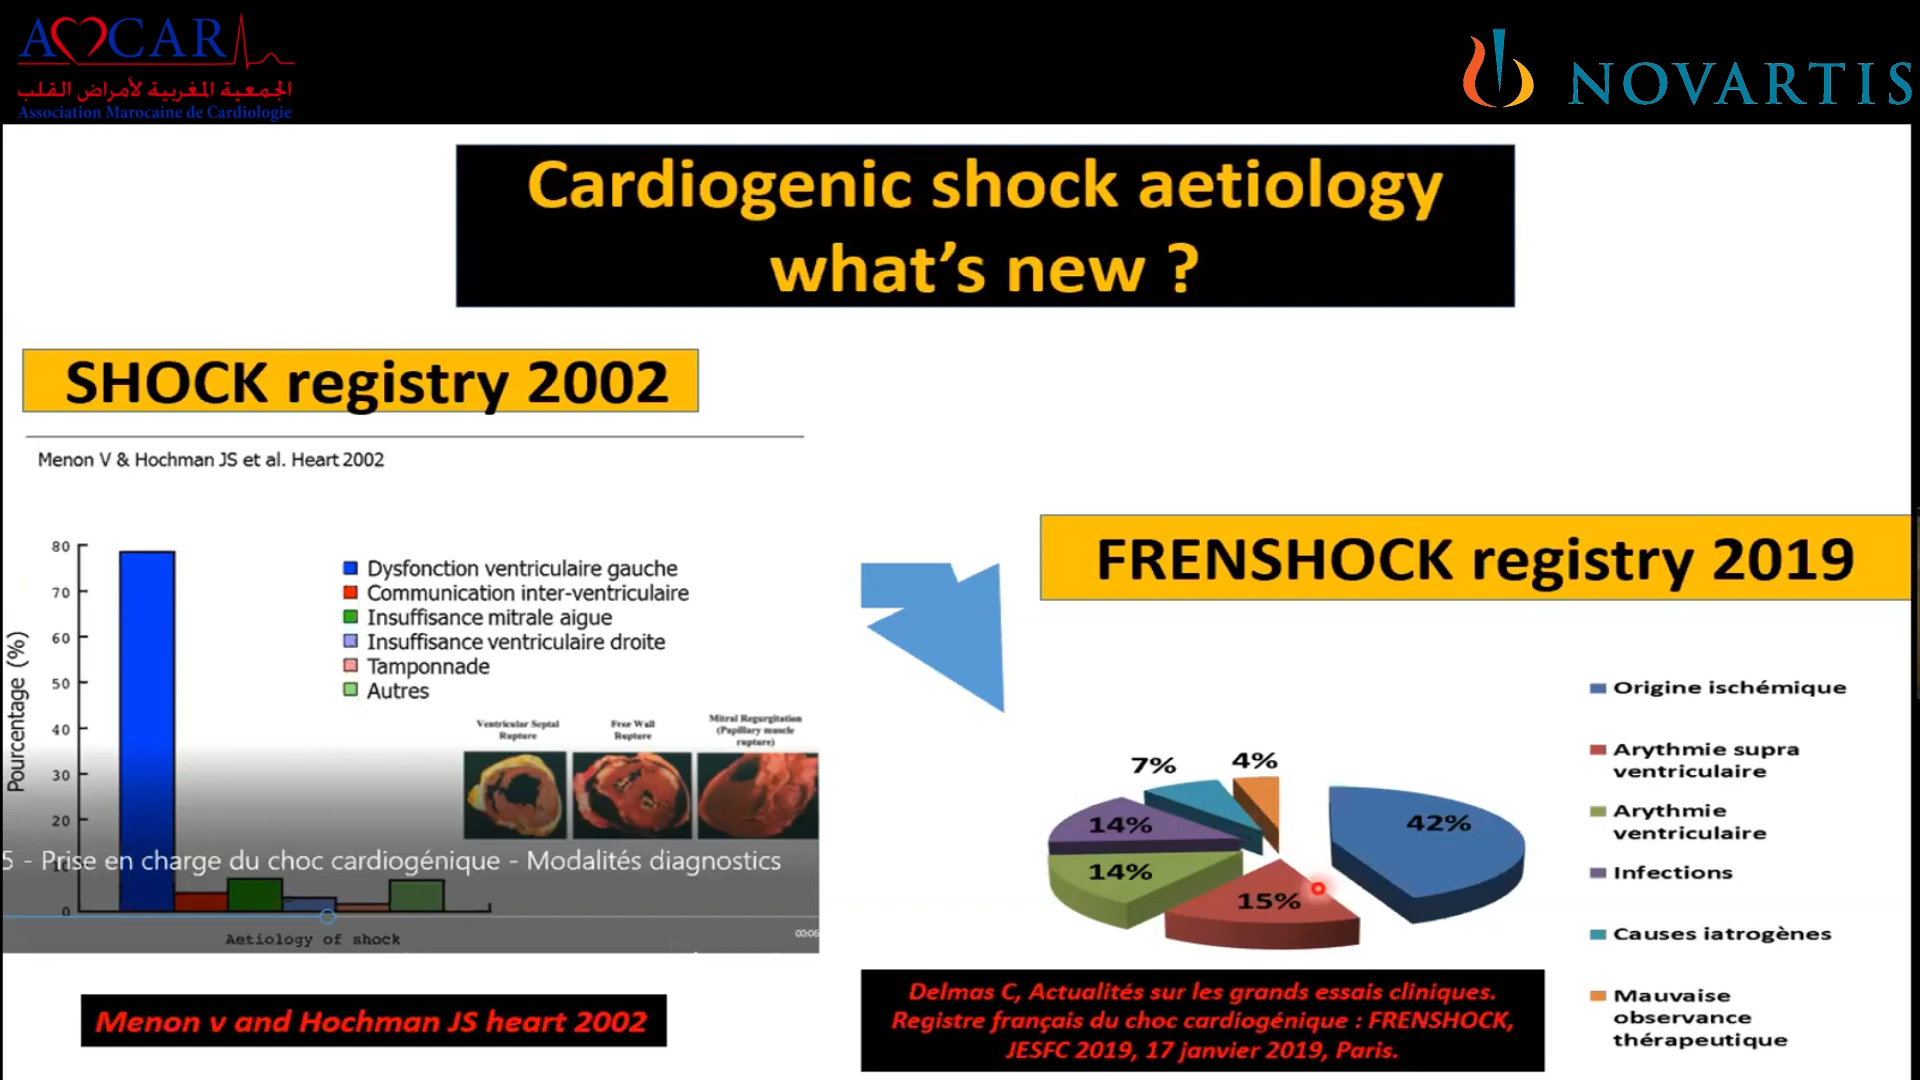 AMCAR
الجمعية المغربية لأمراض القلب
Association Marocaine de Cardiologie
NOVARTIS
Cardiogenic shock aetiology
what's new ?
SHOCK registry 2002
Menon V & Hochman JS et al. Heart 2002
Pourcentage (%)
80
70
60
50
40
30
20
10
0
Dysfonction ventriculaire gauche
Communication inter-ventriculaire
Insuffisance mitrale aigue
Insuffisance ventriculaire droite
Tamponnade
Autres
Ventricular Septal
Rupture
Free Wall
Rupture
Mitral Regurgitation
(Papillary muscle
rupture)
5 - Prise en charge du choc cardiogénique - Modalités diagnostics
Aetiology of shock
Menon v and Hochman JS heart 2002
FRENSHOCK registry 2019
42%
15%
14%
14%
7%
4%
Origine ischémique
Arythmie supra
ventriculaire
Arythmie
ventriculaire
Infections
Causes iatrogènes
Mauvaise
observance
thérapeutique
Delmas C, Actualités sur les grands essais cliniques.
Registre français du choc cardiogénique : FRENSHOCK,
JESFC 2019, 17 janvier 2019, Paris.